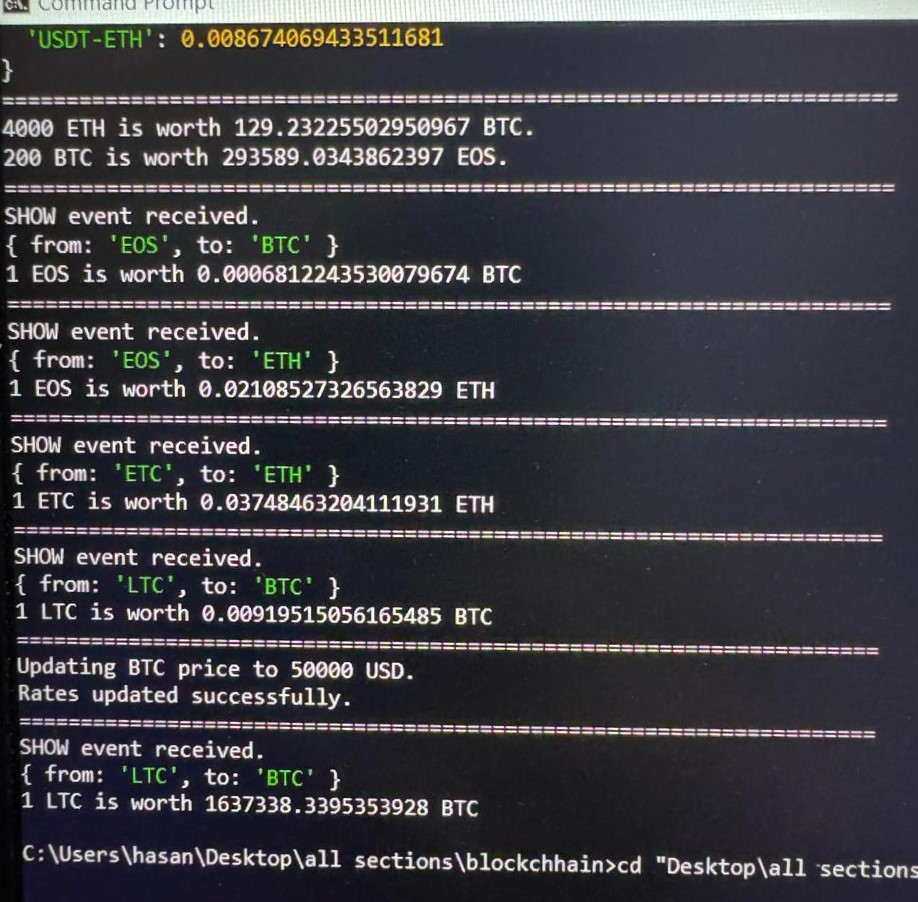 Command Prompt
'USDT-ETH': 0.008674069433511681
}
======================================================================
4000 ETH is worth 129.23225502950967 BTC.
200 BTC is worth 293589.0343862397 EOS.
======================================================================
SHOW event received.
{ from: 'EOS', to: 'BTC' }
1 EOS is worth 0.0006812243530079674 BTC
======================================================================
SHOW event received.
{ from: 'EOS', to: 'ETH' }
1 EOS is worth 0.02108527326563829 ETH
======================================================================
SHOW event received.
{ from: 'ETC', to: 'ETH' }
1 ETC is worth 0.03748463204111931 ETH
======================================================================
SHOW event received.
{ from: 'LTC', to: 'BTC' }
1 LTC is worth 0.00919515056165485 BTC
======================================================================
Updating BTC price to 50000 USD.
Rates updated successfully.
======================================================================
SHOW event received.
{ from: 'LTC', to: 'BTC' }
1 LTC is worth 1637338.3395353928 BTC
C:\Users\hasan\Desktop\all sections\blockchhain>cd "Desktop\all sections